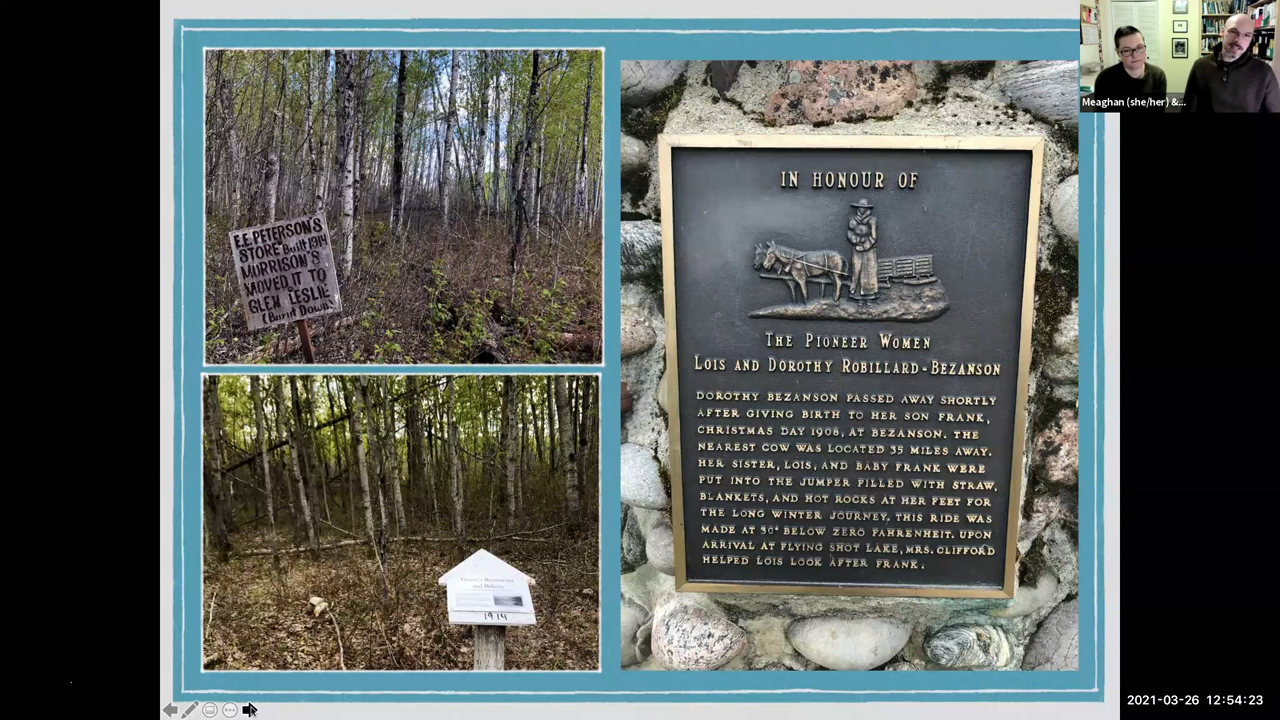 E.E. PETERSON'S
STORE Built 1914
MORRISON'S
MOVED IT TO
GLEN LESLIE
(Burnt Down)
1914
IN HONOUR OF
THE PIONEER WOMEN
LOIS AND DOROTHY ROBILLARD-BEZANSON
DOROTHY BEZANSON PASSED AWAY SHORTLY
AFTER GIVING BIRTH TO HER SON FRANK,
CHRISTMAS DAY 1908, AT BEZANSON. THE
NEAREST COW WAS LOCATED 35 MILES AWAY.
HER SISTER, LOIS, AND BABY FRANK WERE
PUT INTO THE JUMPER FILLED WITH STRAW,
BLANKETS, AND HOT ROCKS AT HER FEET FOR
THE LONG WINTER JOURNEY. THIS RIDE WAS
MADE AT 50° BELOW ZERO FAHRENHEIT. UPON
ARRIVAL AT FLYING SHOT LAKE, MRS. CLIFFORD
HELPED LOIS LOOK AFTER FRANK.
Meaghan (she/her) &...
2021-03-26 12:54:23